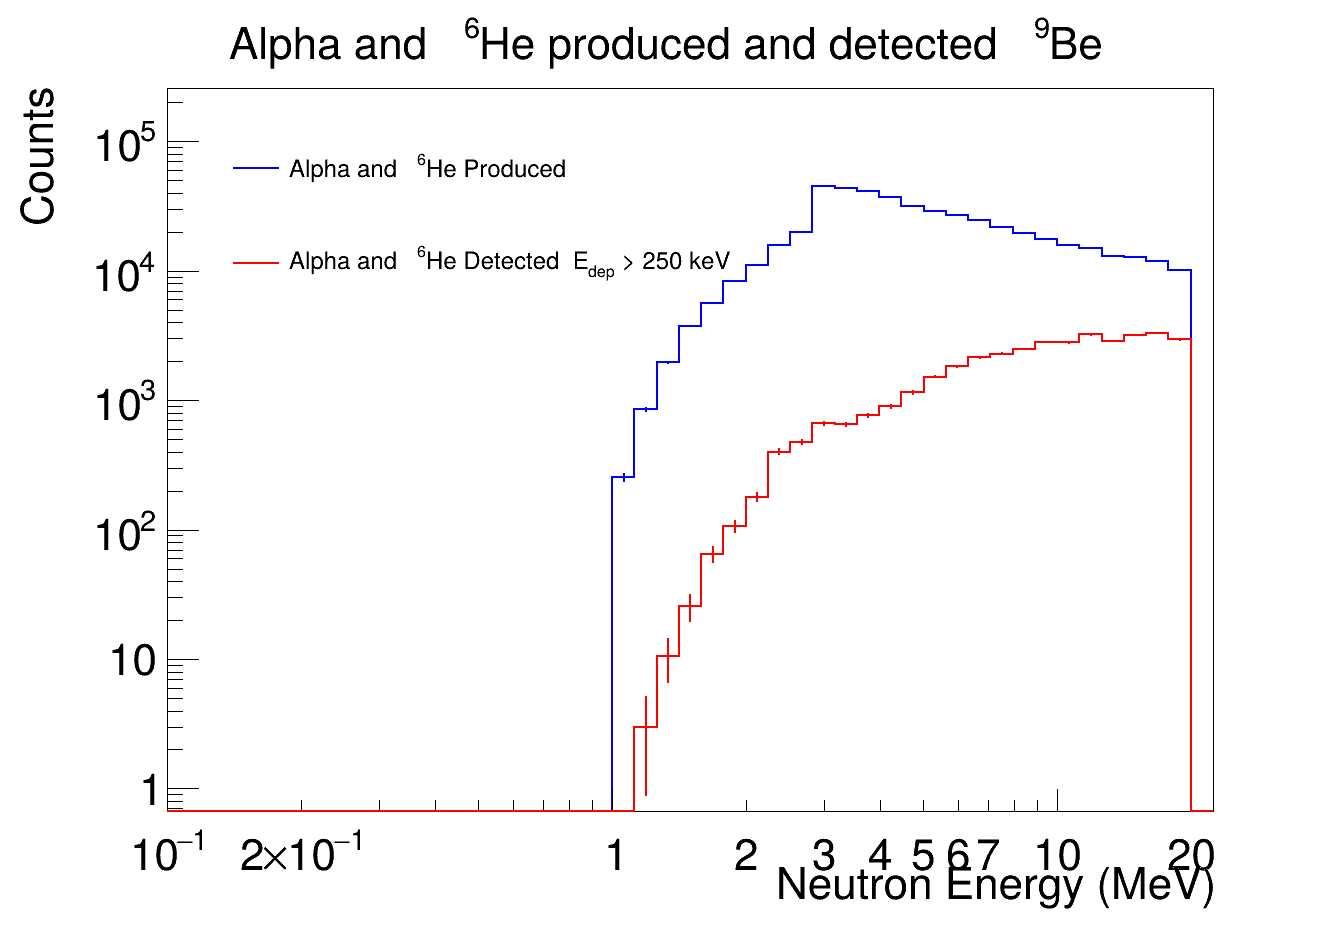 Alpha and ⁶He produced and detected ⁹Be
Counts
10⁵
10⁴
10³
10²
10
1
Alpha and ⁶He Produced
Alpha and ⁶He Detected E_dep > 250 keV
10⁻¹ 2×10⁻¹ 1 2 3 4 5 6 7 10 20
Neutron Energy (MeV)